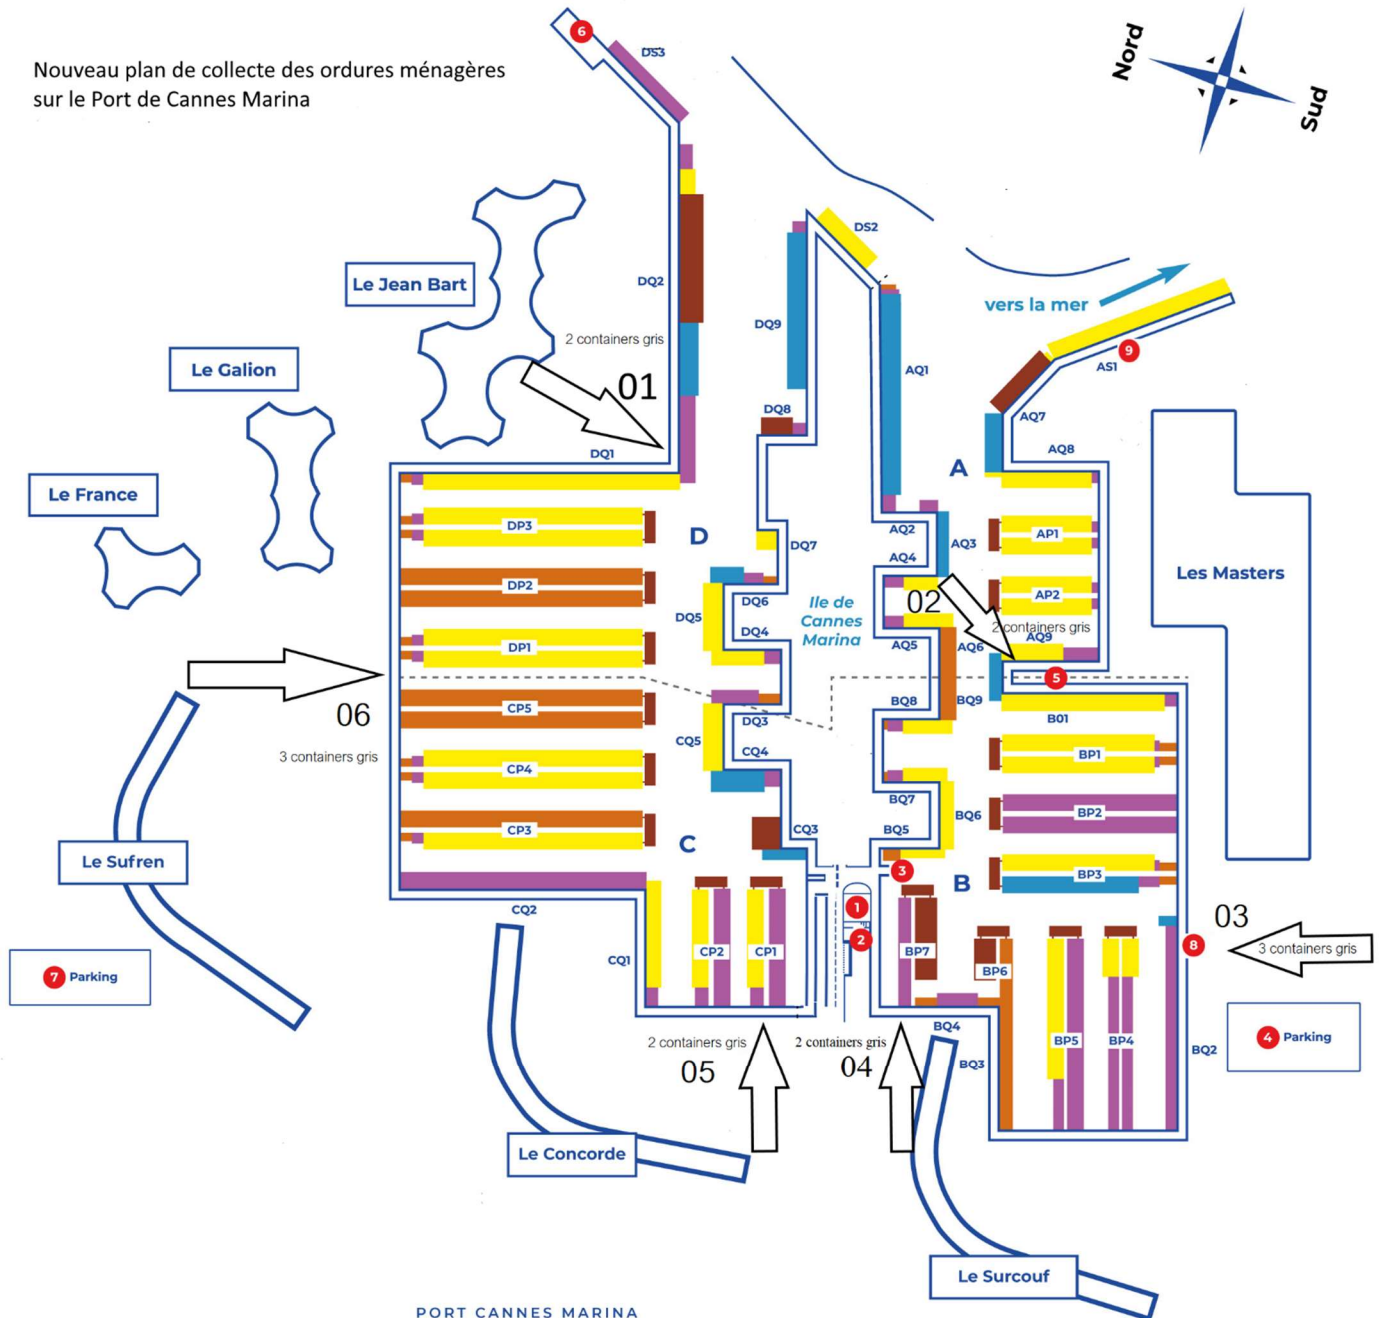 Nouveau plan de collecte des ordures ménagères
sur le Port de Cannes Marina
6
DS3
Nord
Sud
Le Jean Bart
DQ2
DS2
2 containers gris
01
DQ9
AQ1
vers la mer
9
AS1
Le Galion
DQ8
AQ7
DQ1
AQ8
A
Le France
DP3
D
DQ7
AQ2
AQ3
AP1
AQ4
DP2
DQ6
DQ5
DQ4
Ile de
Cannes
Marina
02
AP2
2 containers gris
Les Masters
DP1
AQ5
AQ6
AQ9
5
06
3 containers gris
CP5
DQ3
BQ8
BQ9
B01
CQ5
CQ4
CP4
BP1
BQ7
BQ6
BP2
CP3
C
CQ3
BQ5
Le Sufren
3
B
BP3
CQ2
1
2
03
3 containers gris
8
CQ1
CP2
CP1
BP7
BP6
7 Parking
2 containers gris
05
2 containers gris
04
BQ4
BQ3
BP5
BP4
BQ2
4 Parking
Le Concorde
Le Surcouf
PORT CANNES MARINA